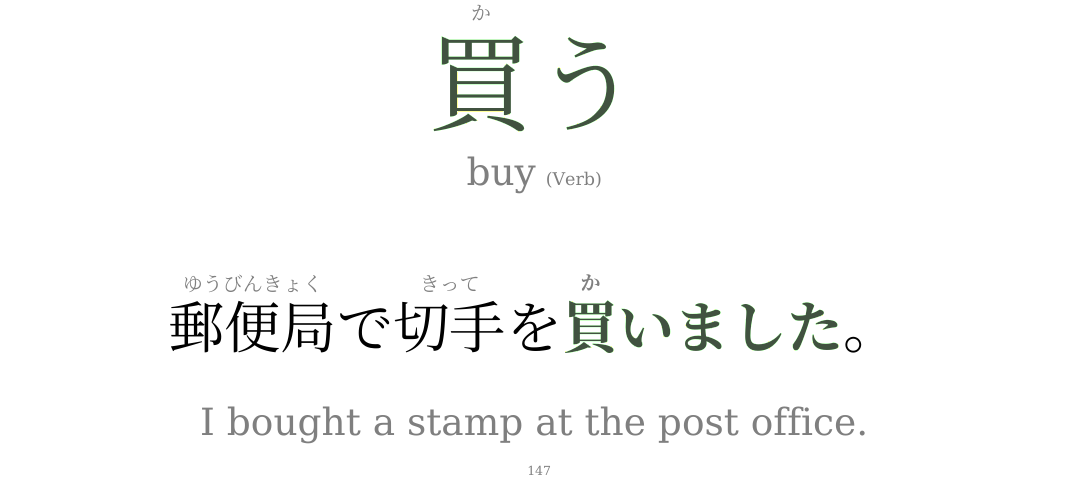 か
買う
buy (Verb)
ゆうびんきょく きって か
郵便局で切手を買いました。
I bought a stamp at the post office.
147